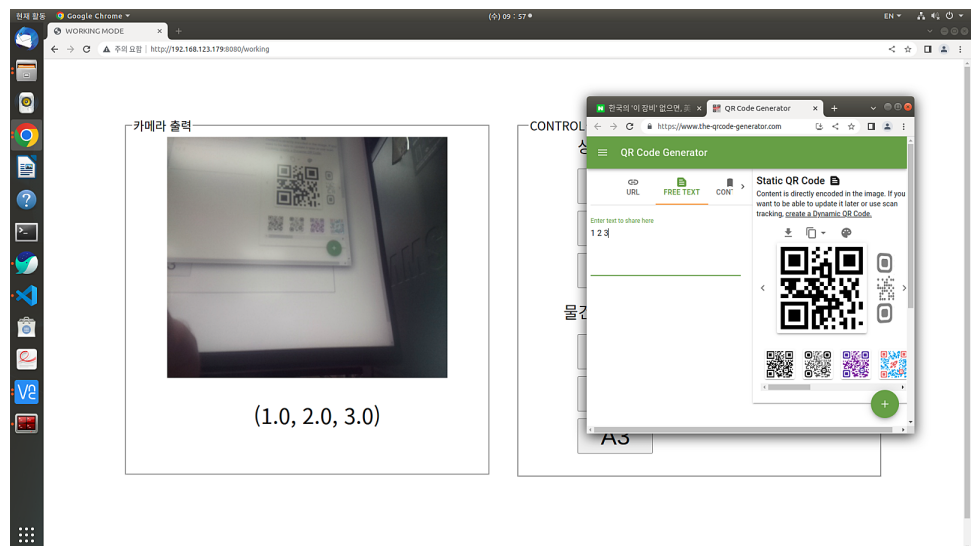 현재 활동 Google Chrome
(수) 09 : 57
EN
WORKING MODE
주의 요함 http://192.168.123.179:8080/working
카메라 출력
(1.0, 2.0, 3.0)
CONTROL
A3
한국의 '이 장비' 없으면,
QR Code Generator
https://www.the-qrcode-generator.com
QR Code Generator
URL
FREE TEXT
CON
Enter text to share here
1 2 3
Static QR Code
Content is directly encoded in the image. If you
want to be able to update it later or use scan
tracking, create a Dynamic QR Code.